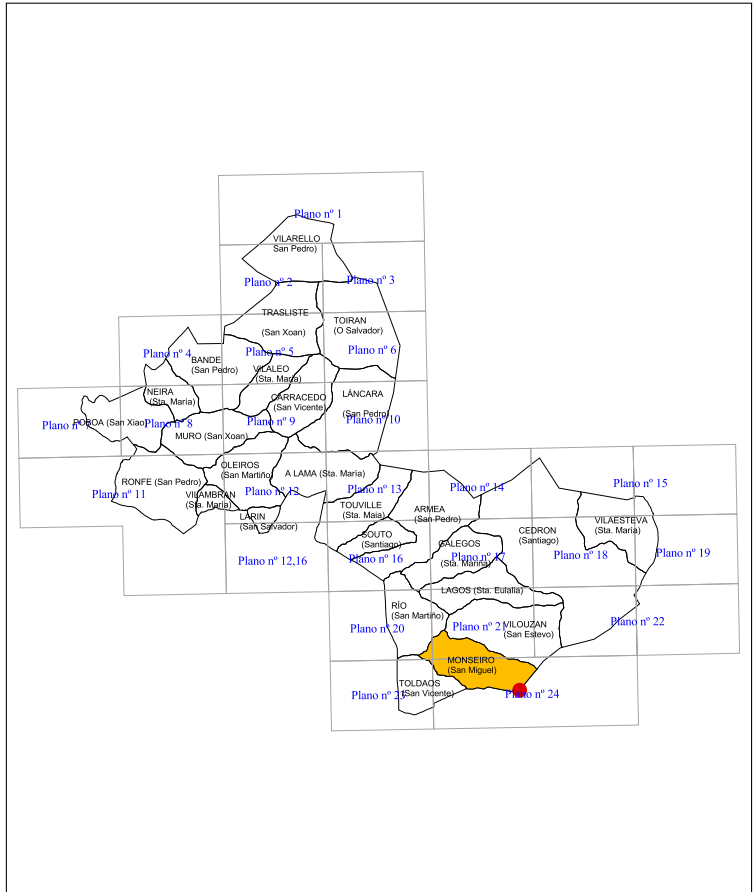 Plano nº 1
VILARELLO
San Pedro)
Plano nº 2
Plano nº 3
TRASLISTE
(San Xoan)
TOIRAN
(O Salvador)
Plano nº 4
Plano nº 5
Plano nº 6
BANDE
(San Pedro)
VILALEO
(Sta. María)
NEIRA
(Sta. María)
CARRACEDO
(San Vicente)
LÁNCARA
(San Pedro)
POBOA (San Xiao)
Plano nº 8
Plano nº 9
Plano nº 10
MURO (San Xoan)
OLEIROS
(San Martiño)
A LAMA (Sta. María)
RONFE (San Pedro)
Plano nº 11
Plano nº 12
Plano nº 13
Plano nº 14
Plano nº 15
VILAMBRAN
(Sta. María)
LARIN
(San Salvador)
TOUVILLE
(Sta. Maia)
ARMEA
(San Pedro)
VILAESTEVA
(Sta. María)
CEDRON
(Santiago)
SOUTO
(Santiago)
GALEGOS
(Sta. Mariña)
Plano nº 12,16
Plano nº 16
Plano nº 17
Plano nº 18
Plano nº 19
LAGOS (Sta. Eulalia)
RÍO
(San Martiño)
VILOUZAN
(San Estevo)
Plano nº 20
Plano nº 21
Plano nº 22
MONSEIRO
(San Miguel)
TOLDAOS
(San Vicente)
Plano nº 23
Plano nº 24